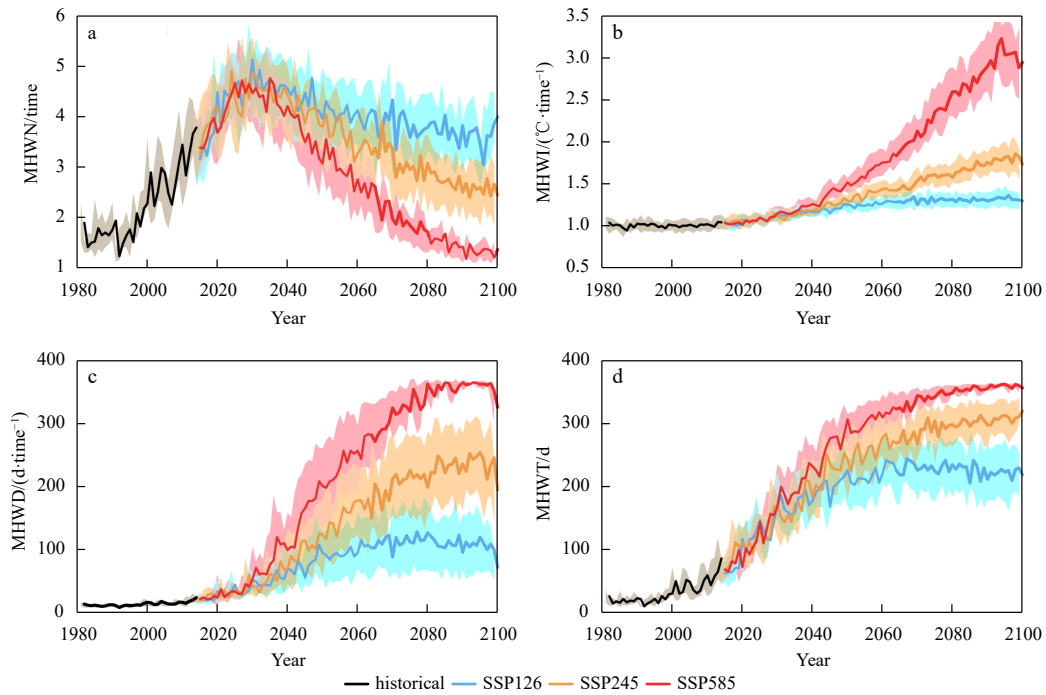 a
MHWN/time
6
5
4
3
2
1
1980 2000 2020 2040 2060 2080 2100
Year
b
MHWI/(℃·time⁻¹)
3.5
3.0
2.5
2.0
1.5
1.0
0.5
1980 2000 2020 2040 2060 2080 2100
Year
c
MHWD/(d·time⁻¹)
400
300
200
100
0
1980 2000 2020 2040 2060 2080 2100
Year
d
MHWT/d
400
300
200
100
0
1980 2000 2020 2040 2060 2080 2100
Year
historical SSP126 SSP245 SSP585